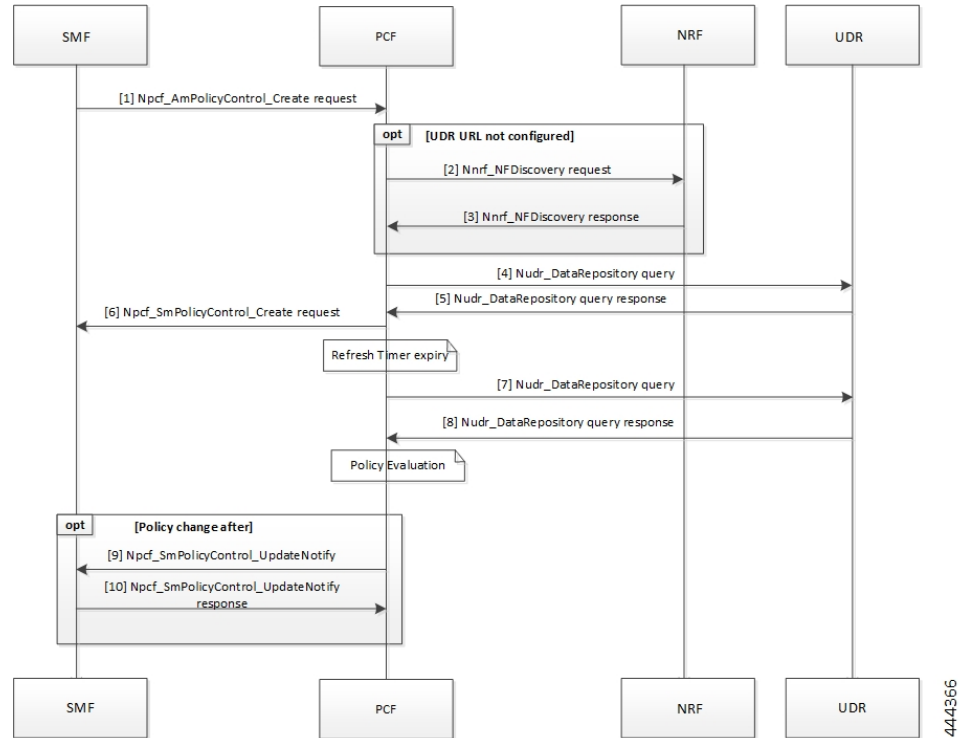 SMF
PCF
NRF
UDR
[1] Npcf_AmPolicyControl_Create request
opt
[UDR URL not configured]
[2] Nnrf_NFDiscovery request
[3] Nnrf_NFDiscovery response
[4] Nudr_DataRepository query
[5] Nudr_DataRepository query response
[6] Npcf_SmPolicyControl_Create request
Refresh Timer expiry
[7] Nudr_DataRepository query
[8] Nudr_DataRepository query response
Policy Evaluation
opt
[Policy change after]
[9] Npcf_SmPolicyControl_UpdateNotify
[10] Npcf_SmPolicyControl_UpdateNotify
response
SMF
PCF
NRF
UDR
444366